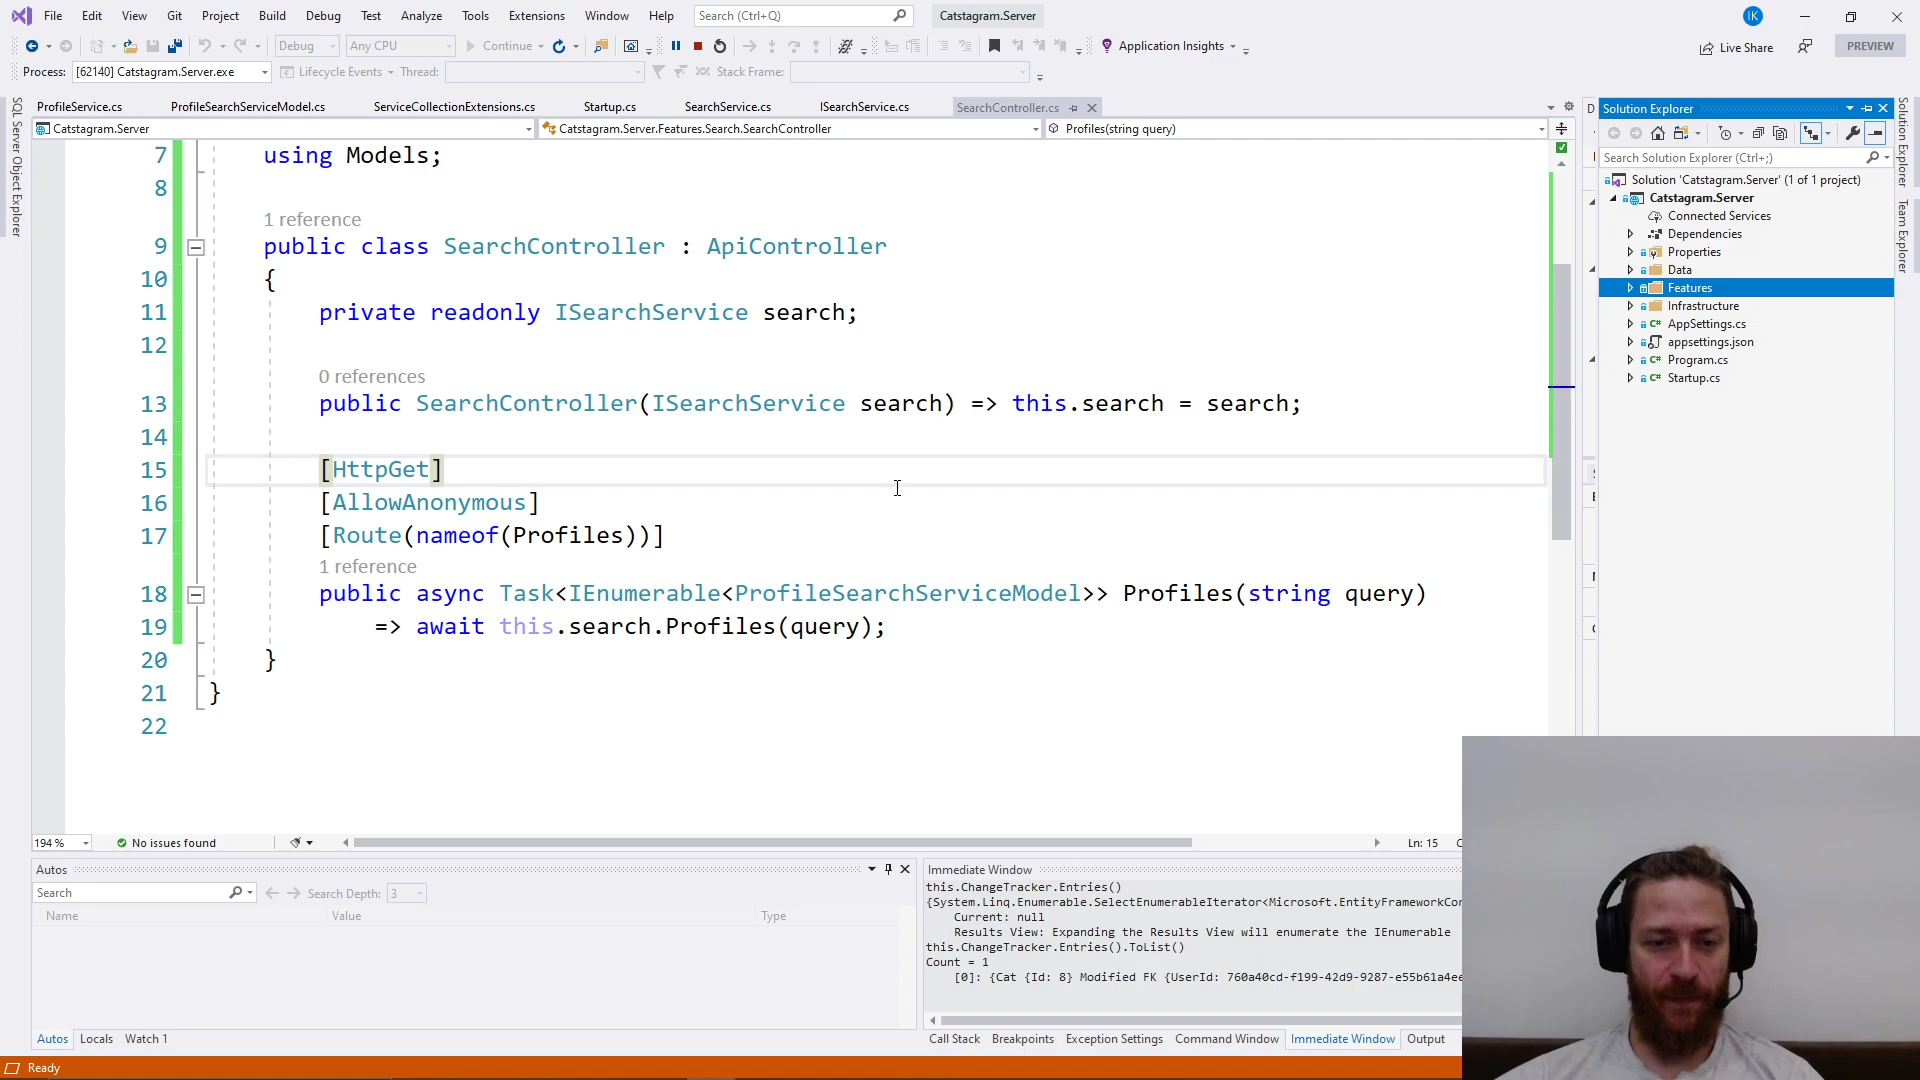 File Edit View Git Project Build Debug Test Analyze Tools Extensions Window Help Search (Ctrl+Q) Catstagram.Server IK
Debug Any CPU Continue Application Insights Live Share PREVIEW
Process: [62140] Catstagram.Server.exe Lifecycle Events Thread: Stack Frame:
SQL Server Object Explorer
ProfileService.cs ProfileSearchServiceModel.cs ServiceCollectionExtensions.cs Startup.cs SearchService.cs ISearchService.cs SearchController.cs
Catstagram.Server Catstagram.Server.Features.Search.SearchController Profiles(string query)
7 using Models;
8
1 reference
9 public class SearchController : ApiController
10 {
11 private readonly ISearchService search;
12
0 references
13 public SearchController(ISearchService search) => this.search = search;
14
15 [HttpGet]
16 [AllowAnonymous]
17 [Route(nameof(Profiles))]
1 reference
18 public async Task<IEnumerable<ProfileSearchServiceModel>> Profiles(string query)
19 => await this.search.Profiles(query);
20 }
21 }
22
194 % No issues found Ln: 15
Autos
Search Search Depth: 3
Name Value Type
Autos Locals Watch 1
Immediate Window
this.ChangeTracker.Entries()
{System.Linq.Enumerable.SelectEnumerableIterator<Microsoft.EntityFrameworkCor
Current: null
Results View: Expanding the Results View will enumerate the IEnumerable
this.ChangeTracker.Entries().ToList()
Count = 1
[0]: {Cat {Id: 8} Modified FK {UserId: 760a40cd-f199-42d9-9287-e55b61a4ee
Call Stack Breakpoints Exception Settings Command Window Immediate Window Output
Ready
Solution Explorer
Search Solution Explorer (Ctrl+;)
Solution 'Catstagram.Server' (1 of 1 project)
Catstagram.Server
Connected Services
Dependencies
Properties
Data
Features
Infrastructure
AppSettings.cs
appsettings.json
Program.cs
Startup.cs
Solution Explorer
Team Explorer